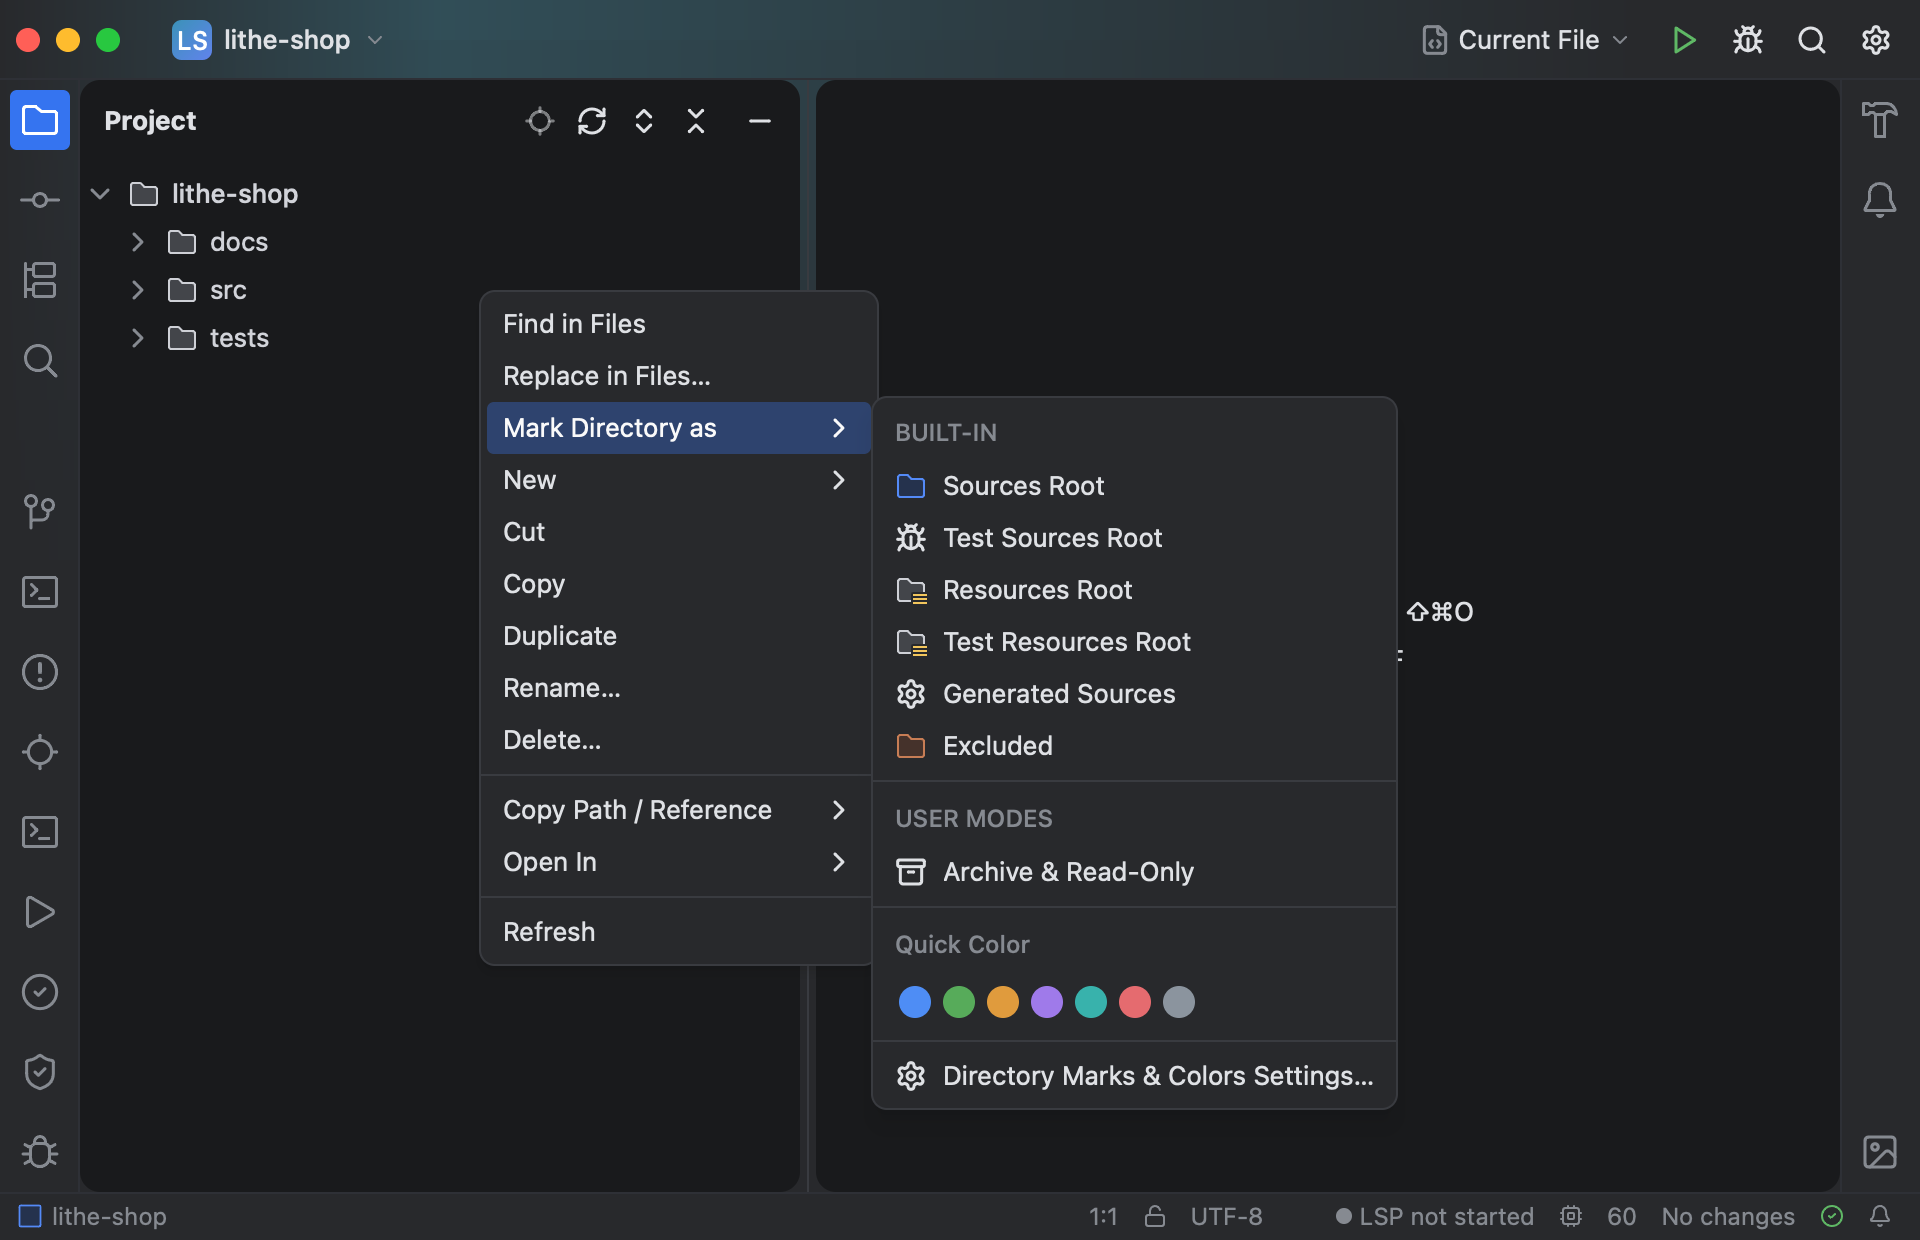 LS lithe-shop
Current File
Project
lithe-shop
docs
src
tests
Find in Files
Replace in Files...
Mark Directory as
New
Cut
Copy
Duplicate
Rename...
Delete...
Copy Path / Reference
Open In
Refresh
BUILT-IN
Sources Root
Test Sources Root
Resources Root
Test Resources Root
Generated Sources
Excluded
USER MODES
Archive & Read-Only
Quick Color
Directory Marks & Colors Settings...
⇧⌘O
lithe-shop
1:1 UTF-8 LSP not started 60 No changes